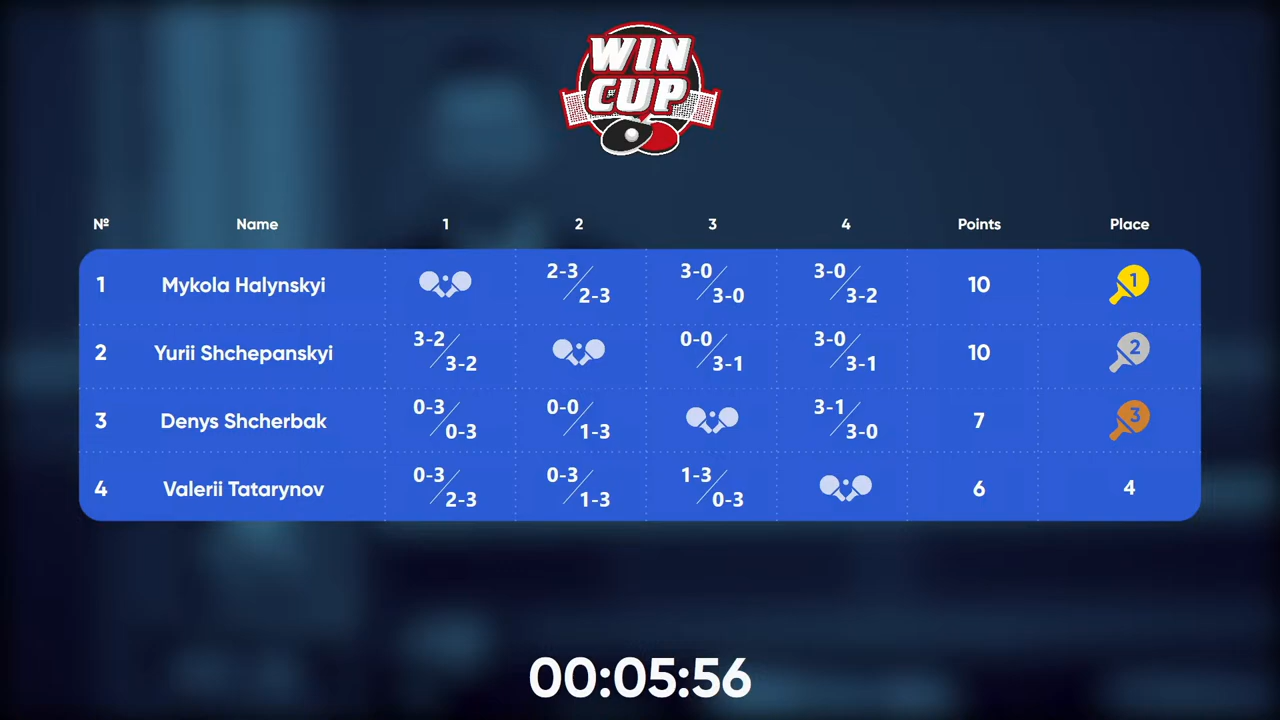 WIN
CUP
№ Name 1 2 3 4 Points Place
1 Mykola Halynskyi 2-3/2-3 3-0/3-0 3-0/3-2 10 1
2 Yurii Shchepanskyi 3-2/3-2 0-0/3-1 3-0/3-1 10 2
3 Denys Shcherbak 0-3/0-3 0-0/1-3 3-1/3-0 7 3
4 Valerii Tatarynov 0-3/2-3 0-3/1-3 1-3/0-3 6 4
00:05:56